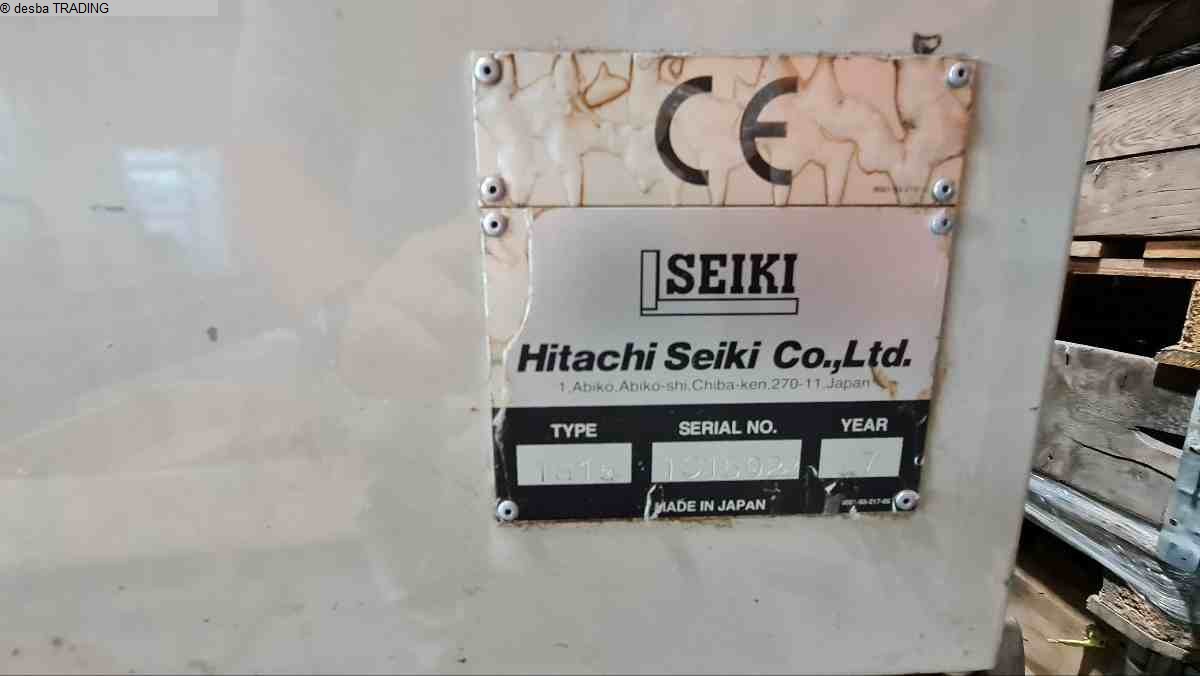 ® desba TRADING
CE
SEIKI
Hitachi Seiki Co.,Ltd.
1,Abiko,Abiko-shi,Chiba-ken,270-11,Japan
TYPE SERIAL NO. YEAR
7
MADE IN JAPAN